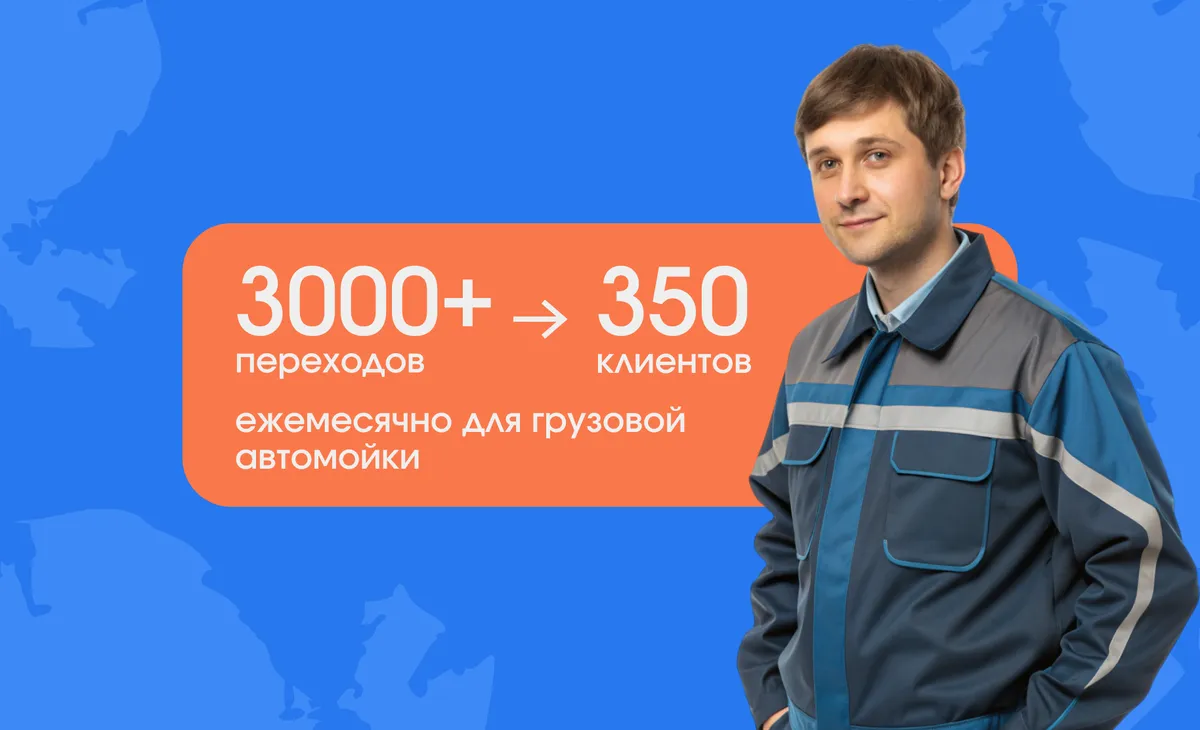 3000+ → 350
переходов клиентов
ежемесячно для грузовой
автомойки